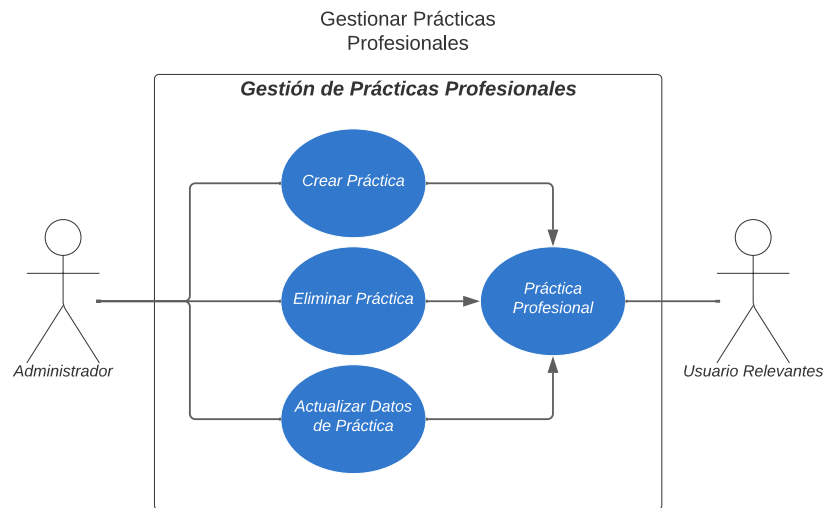 Gestionar Prácticas
Profesionales
Gestión de Prácticas Profesionales
Crear Práctica
Eliminar Práctica
Práctica
Profesional
Administrador
Usuario Relevantes
Actualizar Datos
de Práctica